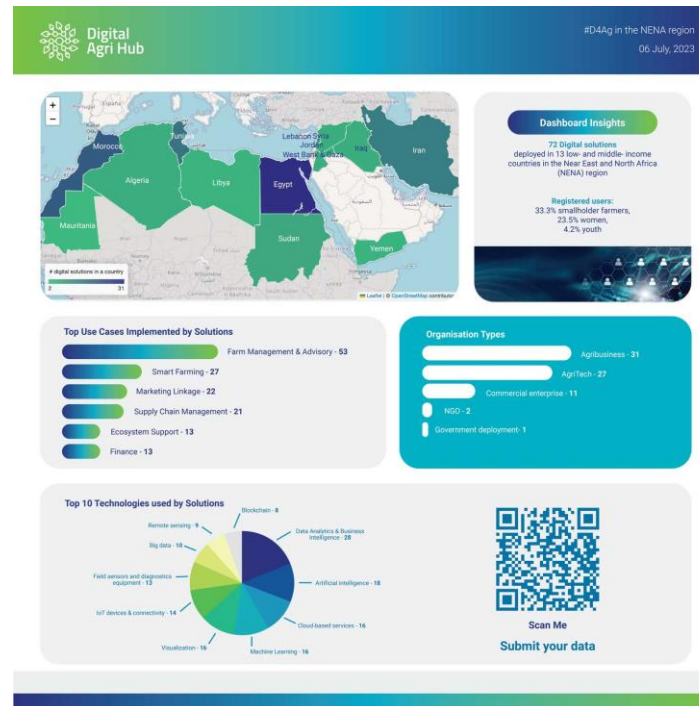 Digital
Agri Hub
#D4Ag in the NENA region
06 July, 2023
+
−
España
Morocco
Tunisia
Algeria
Libya
Egypt
Mauritania
Sudan
Lebanon Syria
Jordan
West Bank & Gaza
Iraq
Iran
Yemen
# digital solutions in a country
2
31
Leaflet | © OpenStreetMap contributor
Dashboard Insights
72 Digital solutions
deployed in 13 low- and middle- income
countries in the Near East and North Africa
(NENA) region
Registered users:
33.3% smallholder farmers,
23.5% women,
4.2% youth
Top Use Cases Implemented by Solutions
Farm Management & Advisory - 53
Smart Farming - 27
Marketing Linkage - 22
Supply Chain Management - 21
Ecosystem Support - 13
Finance - 13
Organisation Types
Agribusiness - 31
AgriTech - 27
Commercial enterprise - 11
NGO - 2
Government deployment- 1
Top 10 Technologies used by Solutions
Blockchain - 8
Remote sensing - 9
Big data - 10
Field sensors and diagnostics
equipment - 13
IoT devices & connectivity - 14
Visualization - 16
Machine Learning - 16
Cloud-based services - 16
Artificial intelligence - 18
Data Analytics & Business
Intelligence - 28
Scan Me
Submit your data